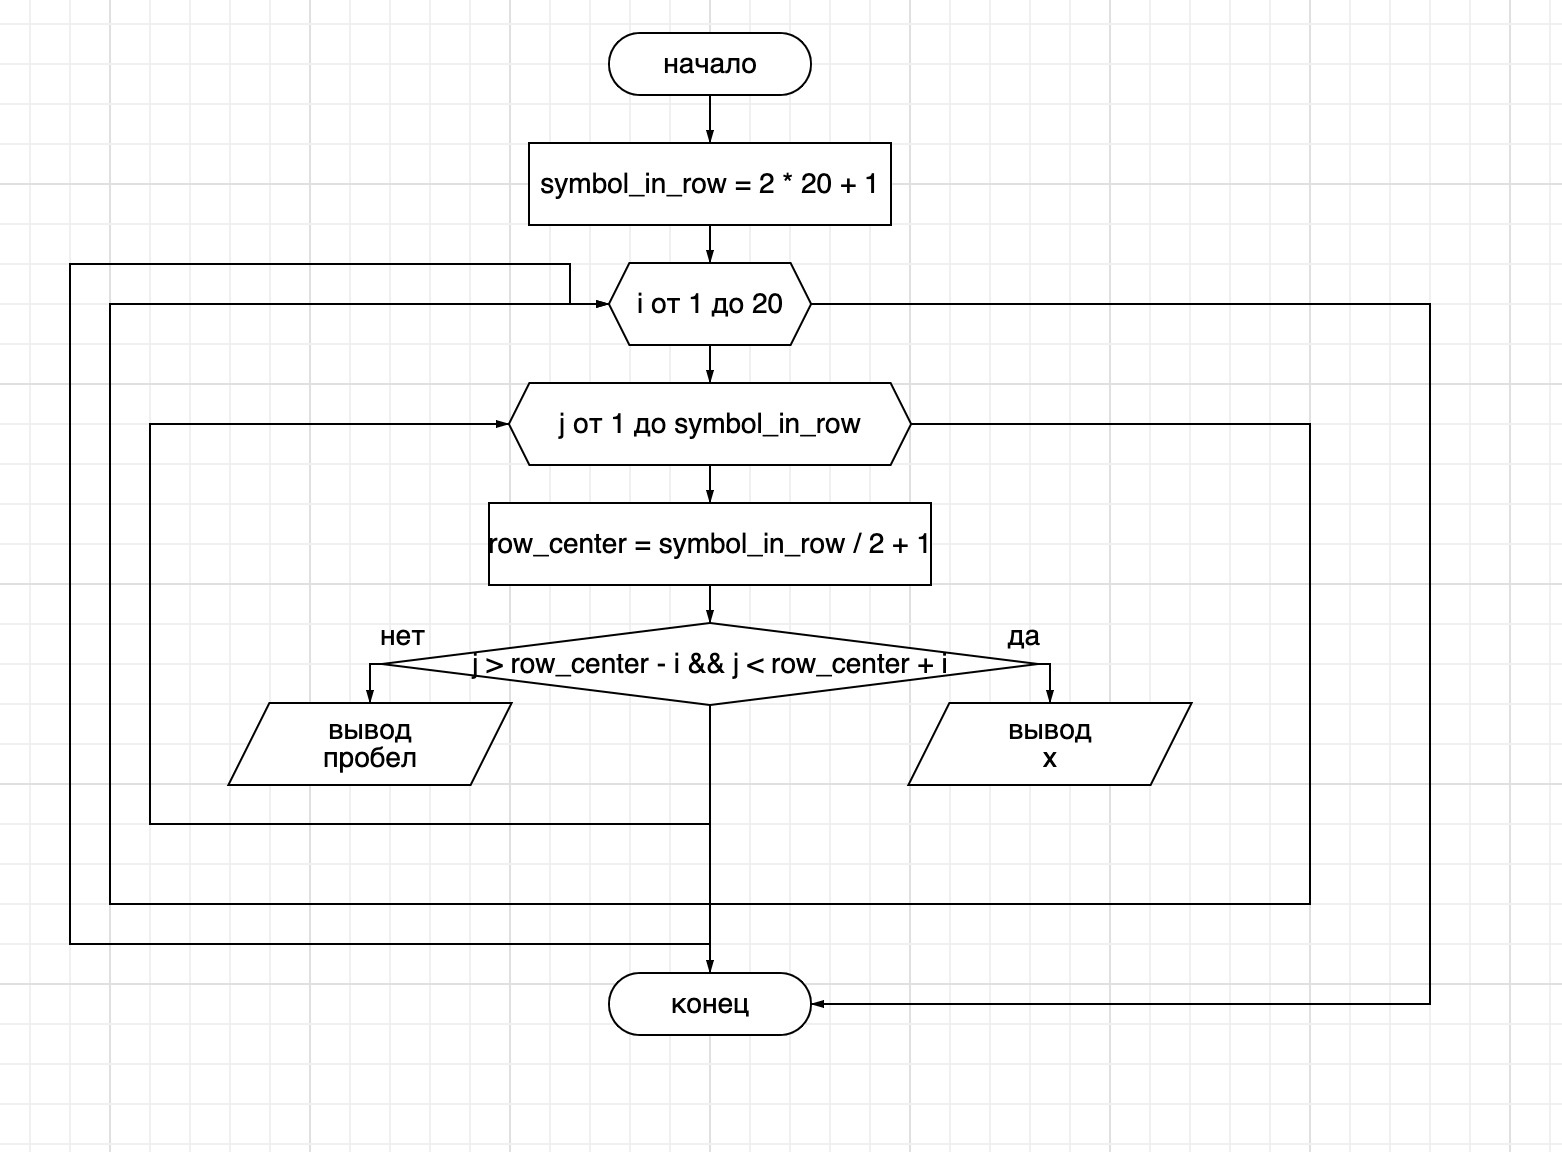 начало
symbol_in_row = 2 * 20 + 1
i от 1 до 20
j от 1 до symbol_in_row
row_center = symbol_in_row / 2 + 1
нет
да
j > row_center - i && j < row_center + i
вывод
пробел
вывод
x
конец